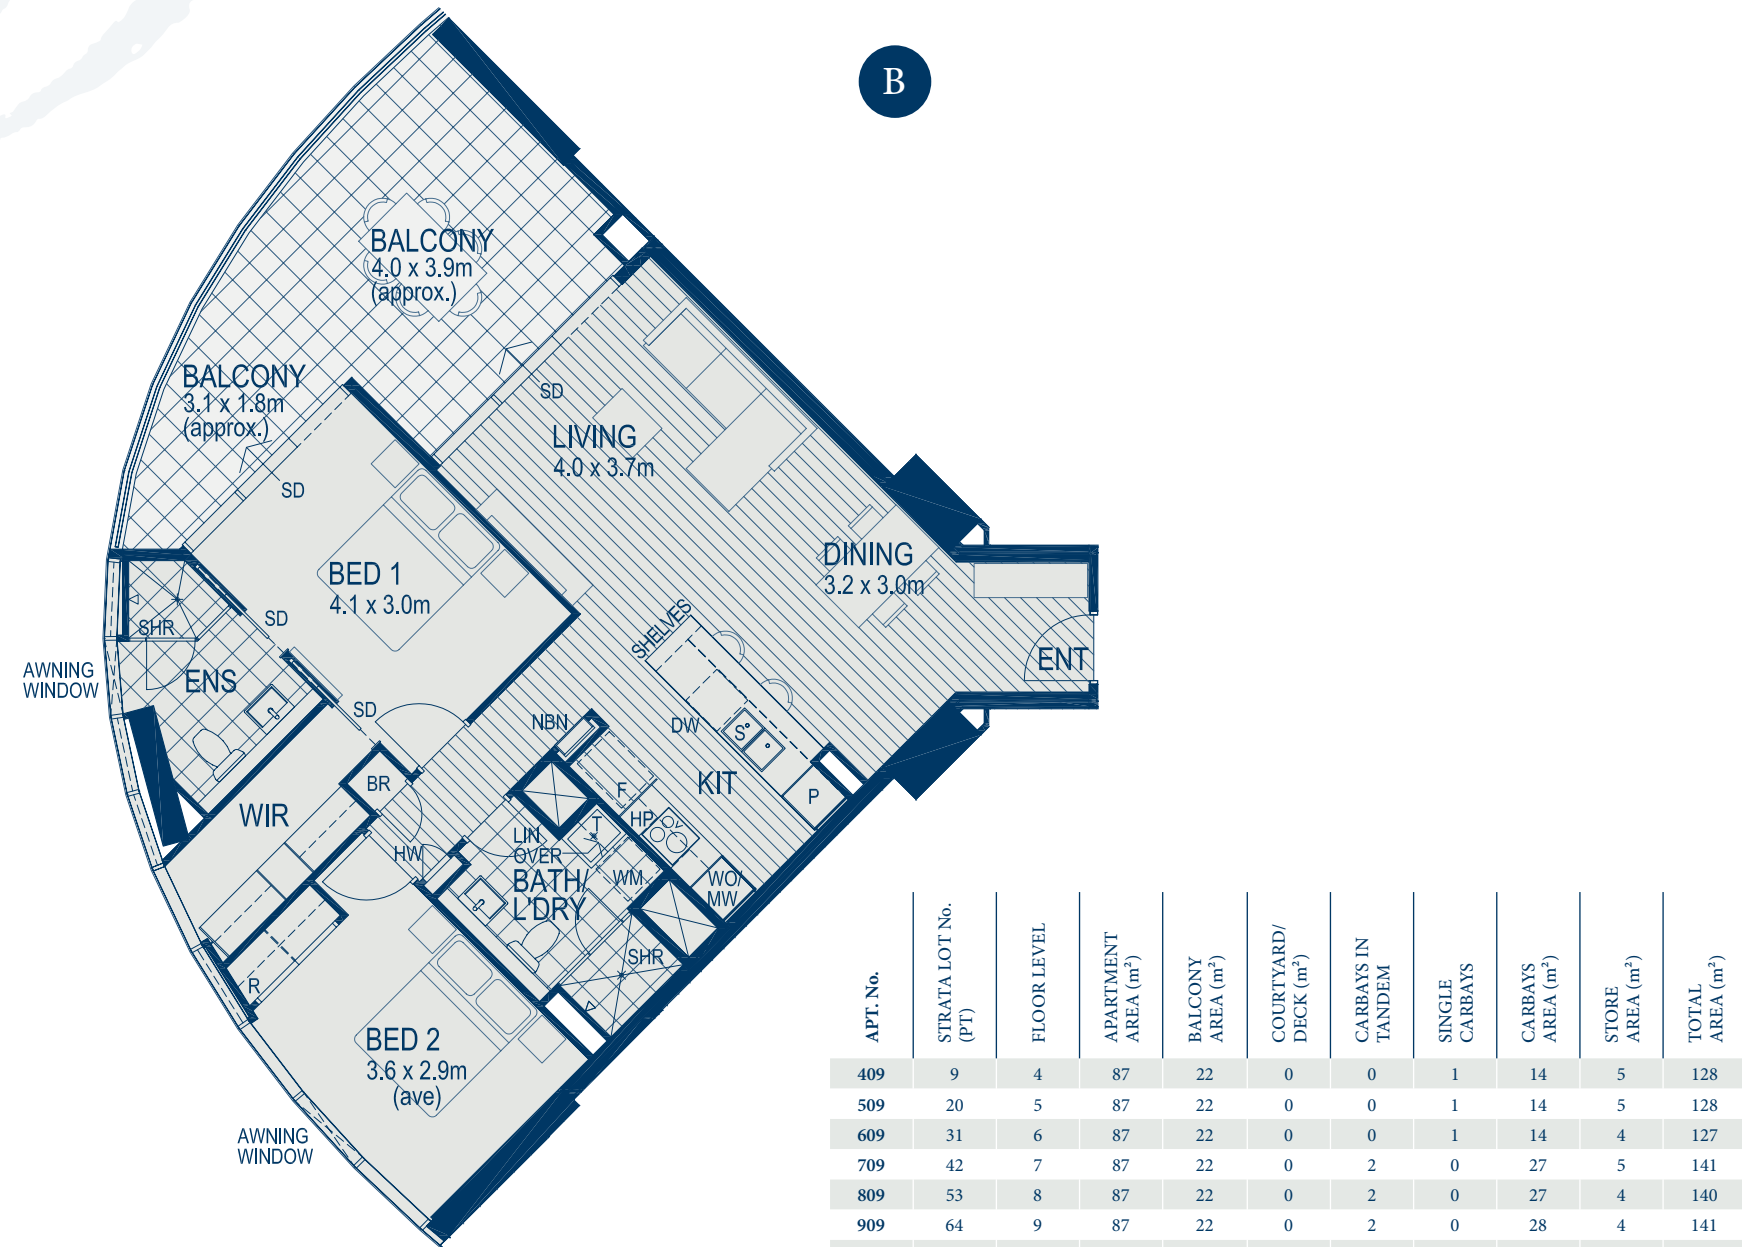 B
BALCONY
4.0 x 3.9m
(approx.)
BALCONY
3.1 x 1.8m
(approx.)
SD
LIVING
4.0 x 3.7m
SD
DINING
3.2 x 3.0m
BED 1
4.1 x 3.0m
SHELVES
SD
SHR
ENT
AWNING
WINDOW
ENS
SD
NBN
DW
S
KIT
BR
F
P
WIR
HP
T
LIN
OVER
HW
BATH/
L'DRY
WM
WO/
MW
SHR
R
BED 2
3.6 x 2.9m
(ave)
AWNING
WINDOW
APT. No.
STRATA LOT No.
(PT)
FLOOR LEVEL
APARTMENT
AREA (m²)
BALCONY
AREA (m²)
COURTYARD/
DECK (m²)
CARBAYS IN
TANDEM
SINGLE
CARBAYS
CARBAYS
AREA (m²)
STORE
AREA (m²)
TOTAL
AREA (m²)
409 9 4 87 22 0 0 1 14 5 128
509 20 5 87 22 0 0 1 14 5 128
609 31 6 87 22 0 0 1 14 4 127
709 42 7 87 22 0 2 0 27 5 141
809 53 8 87 22 0 2 0 27 4 140
909 64 9 87 22 0 2 0 28 4 141